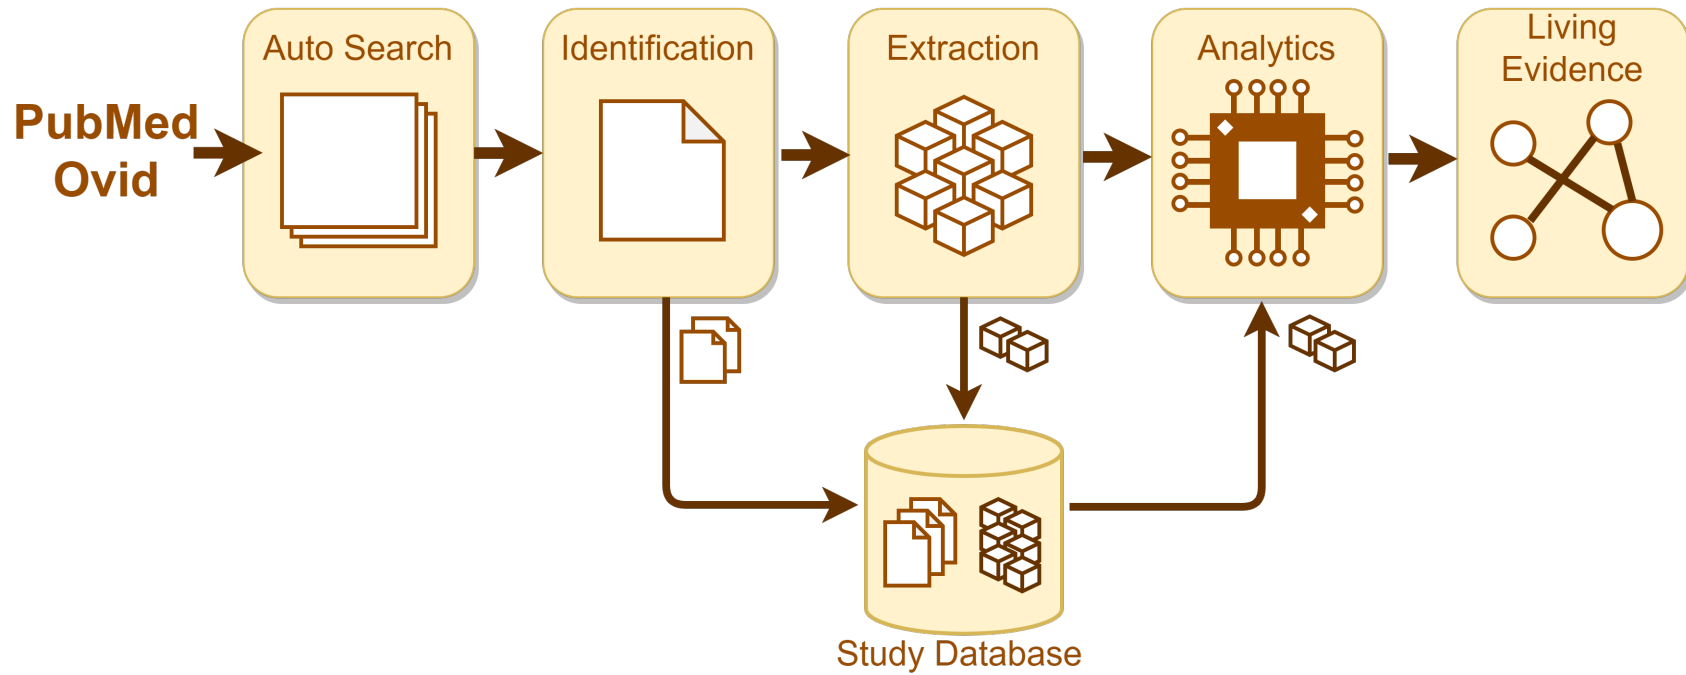 PubMed
Ovid
Auto Search
Identification
Extraction
Analytics
Living
Evidence
Study Database